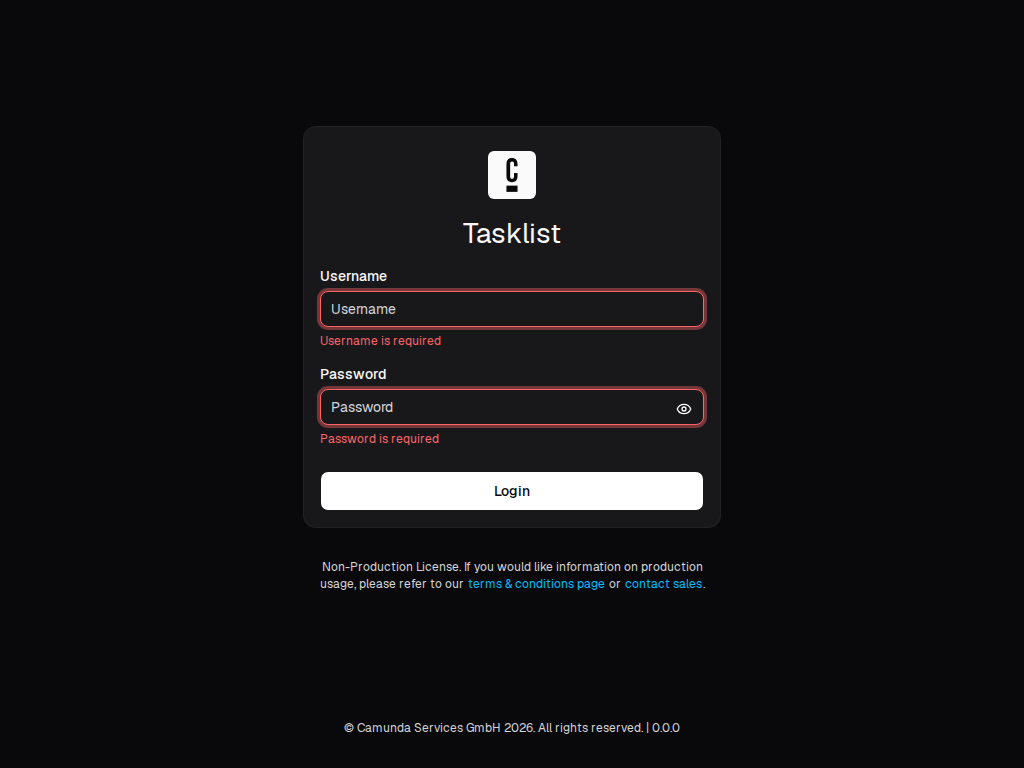 Tasklist
Username
Username
Username is required
Password
Password
Password is required
Login
Non-Production License. If you would like information on production
usage, please refer to our terms & conditions page or contact sales.
© Camunda Services GmbH 2026. All rights reserved. | 0.0.0